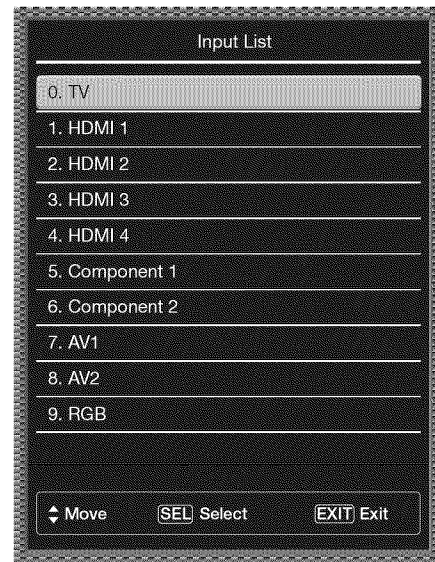 Input List
0. TV
1. HDMI 1
2. HDMI 2
3. HDMI 3
4. HDMI 4
5. Component 1
6. Component 2
7. AV1
8. AV2
9. RGB
Move SEL Select EXIT Exit